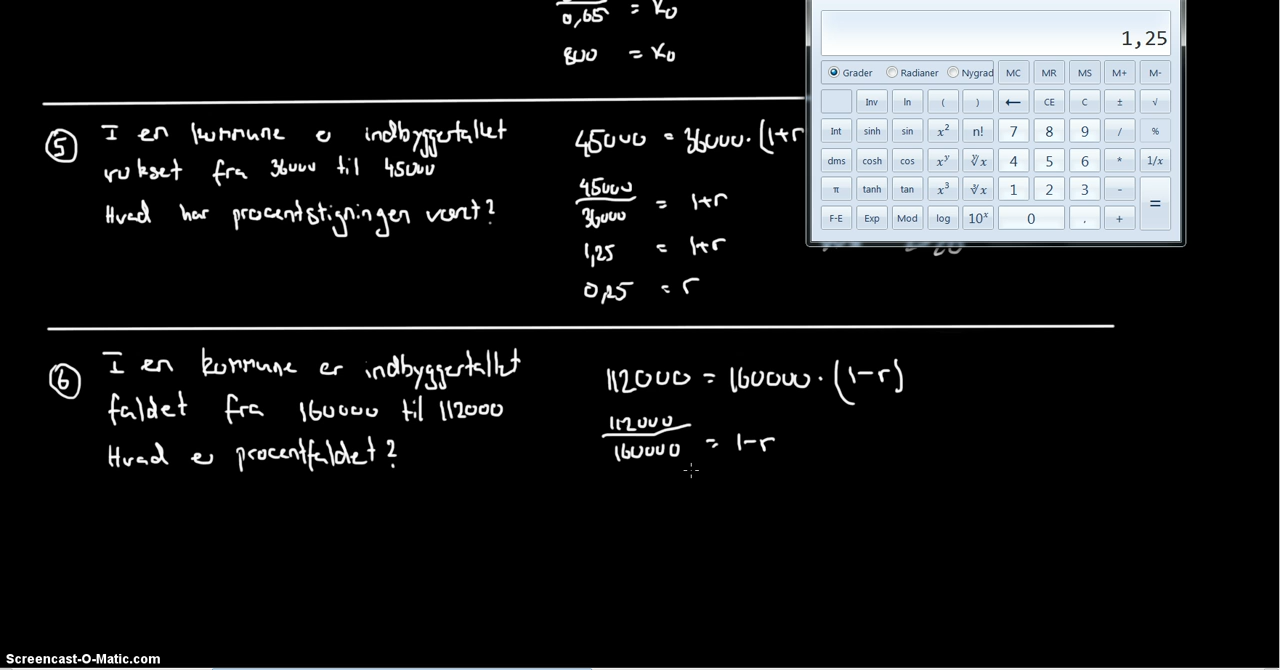 0,65 = K₀
800 = K₀
⑤ I en kommune er indbyggertallet
vokset fra 36000 til 45000
Hvad har procentstigningen vært?
45000 = 36000 · (1+r
45000/36000 = 1+r
1,25 = 1+r
0,25 = r
⑥ I en kommune er indbyggertallet
faldet fra 160000 til 112000
Hvad er procentfaldet?
112000 = 160000 · (1-r)
112000/160000 = 1-r
1,25
Grader Radianer Nygrad MC MR MS M+ M-
Inv ln ( ) ← CE C ± √
Int sinh sin x² n! 7 8 9 / %
dms cosh cos xʸ ʸ√x 4 5 6 * 1/x
π tanh tan x³ ³√x 1 2 3 - =
F-E Exp Mod log 10ˣ 0 . +
Screencast-O-Matic.com